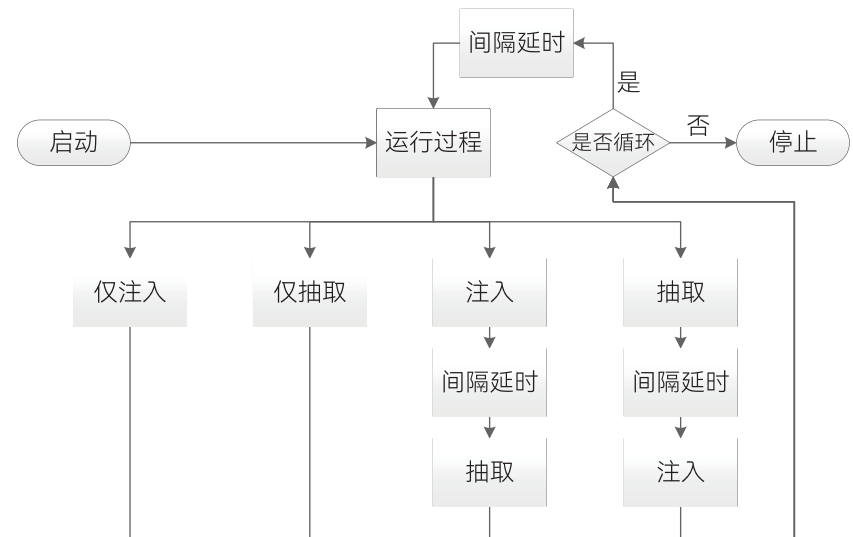 间隔延时
是
启动
运行过程
是否循环
否
停止
仅注入
仅抽取
注入
抽取
间隔延时
间隔延时
抽取
注入